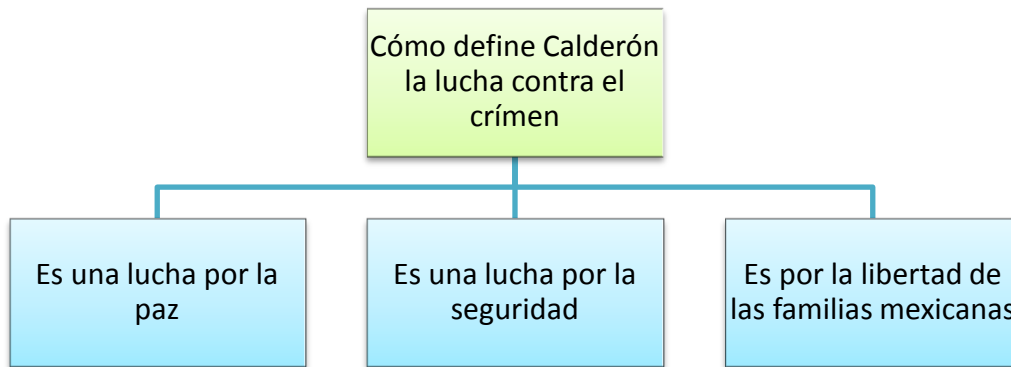 Cómo define Calderón
la lucha contra el
crímen
Es una lucha por la
paz
Es una lucha por la
seguridad
Es por la libertad de
las familias mexicanas